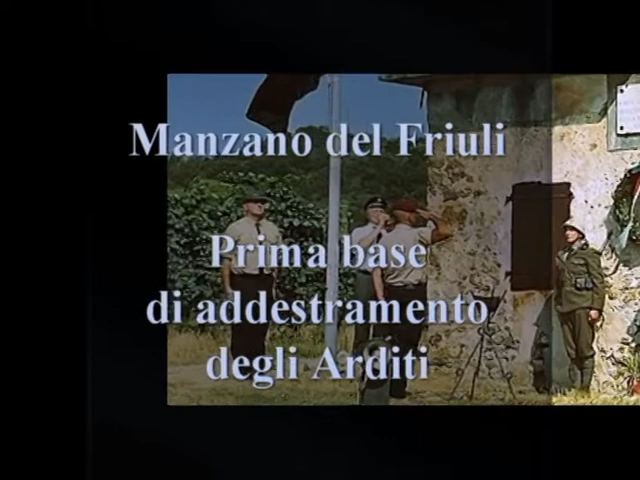 Manzano del Friuli
Prima base
di addestramento
degli Arditi